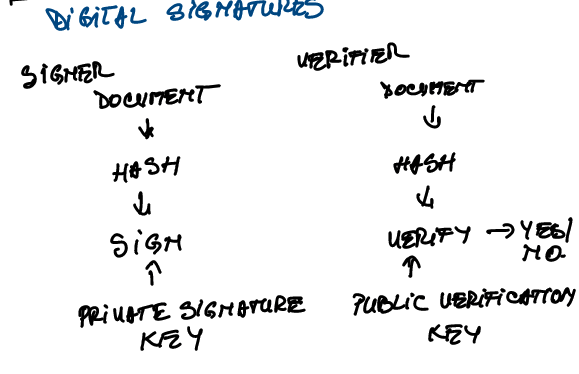 DIGITAL SIGNATURES
SIGNER
DOCUMENT
↓
HASH
↓
SIGN
↑
PRIVATE SIGNATURE
KEY
VERIFIER
DOCUMENT
↓
HASH
↓
VERIFY → YES/
NO
↑
PUBLIC VERIFICATION
KEY